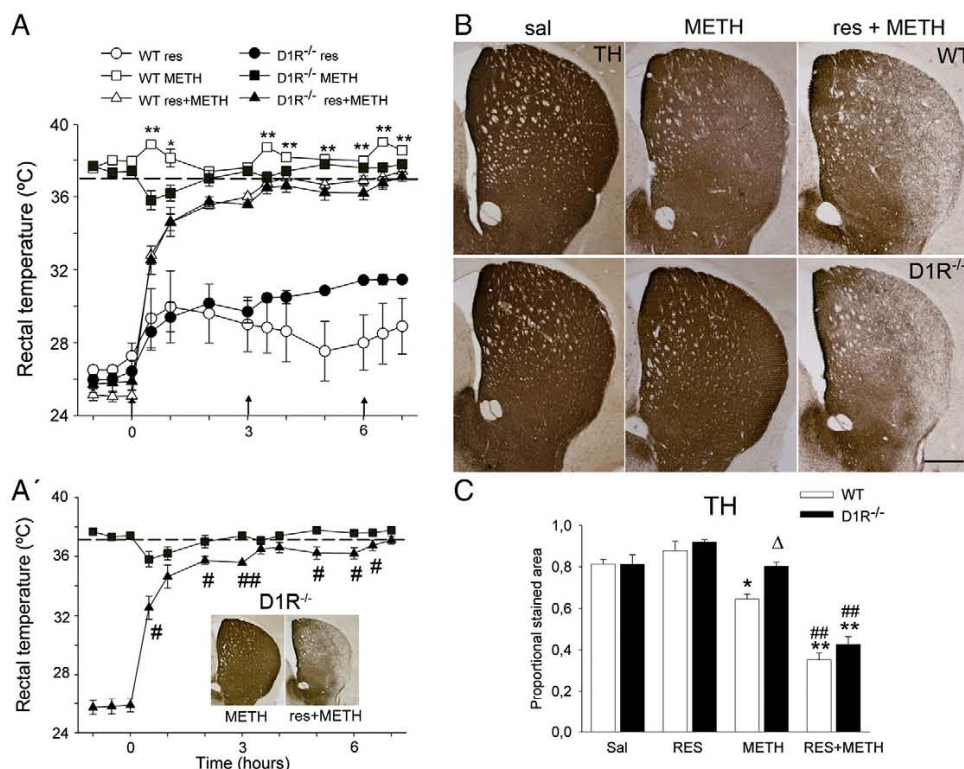 A
WT res
WT METH
WT res+METH
D1R-/- res
D1R-/- METH
D1R-/- res+METH
40
36
32
28
24
Rectal temperature (ºC)
** * ** ** ** ** ** **
0 3 6
B
sal METH res + METH
TH
WT
D1R-/-
A´
40
36
32
28
24
Rectal temperature (ºC)
# # ## # # #
D1R-/-
METH res+METH
0 3 6
Time (hours)
C
TH
WT
D1R-/-
1,0
0,8
0,6
0,4
0,2
0,0
Proportional stained area
* Δ
## ##
** **
Sal RES METH RES+METH